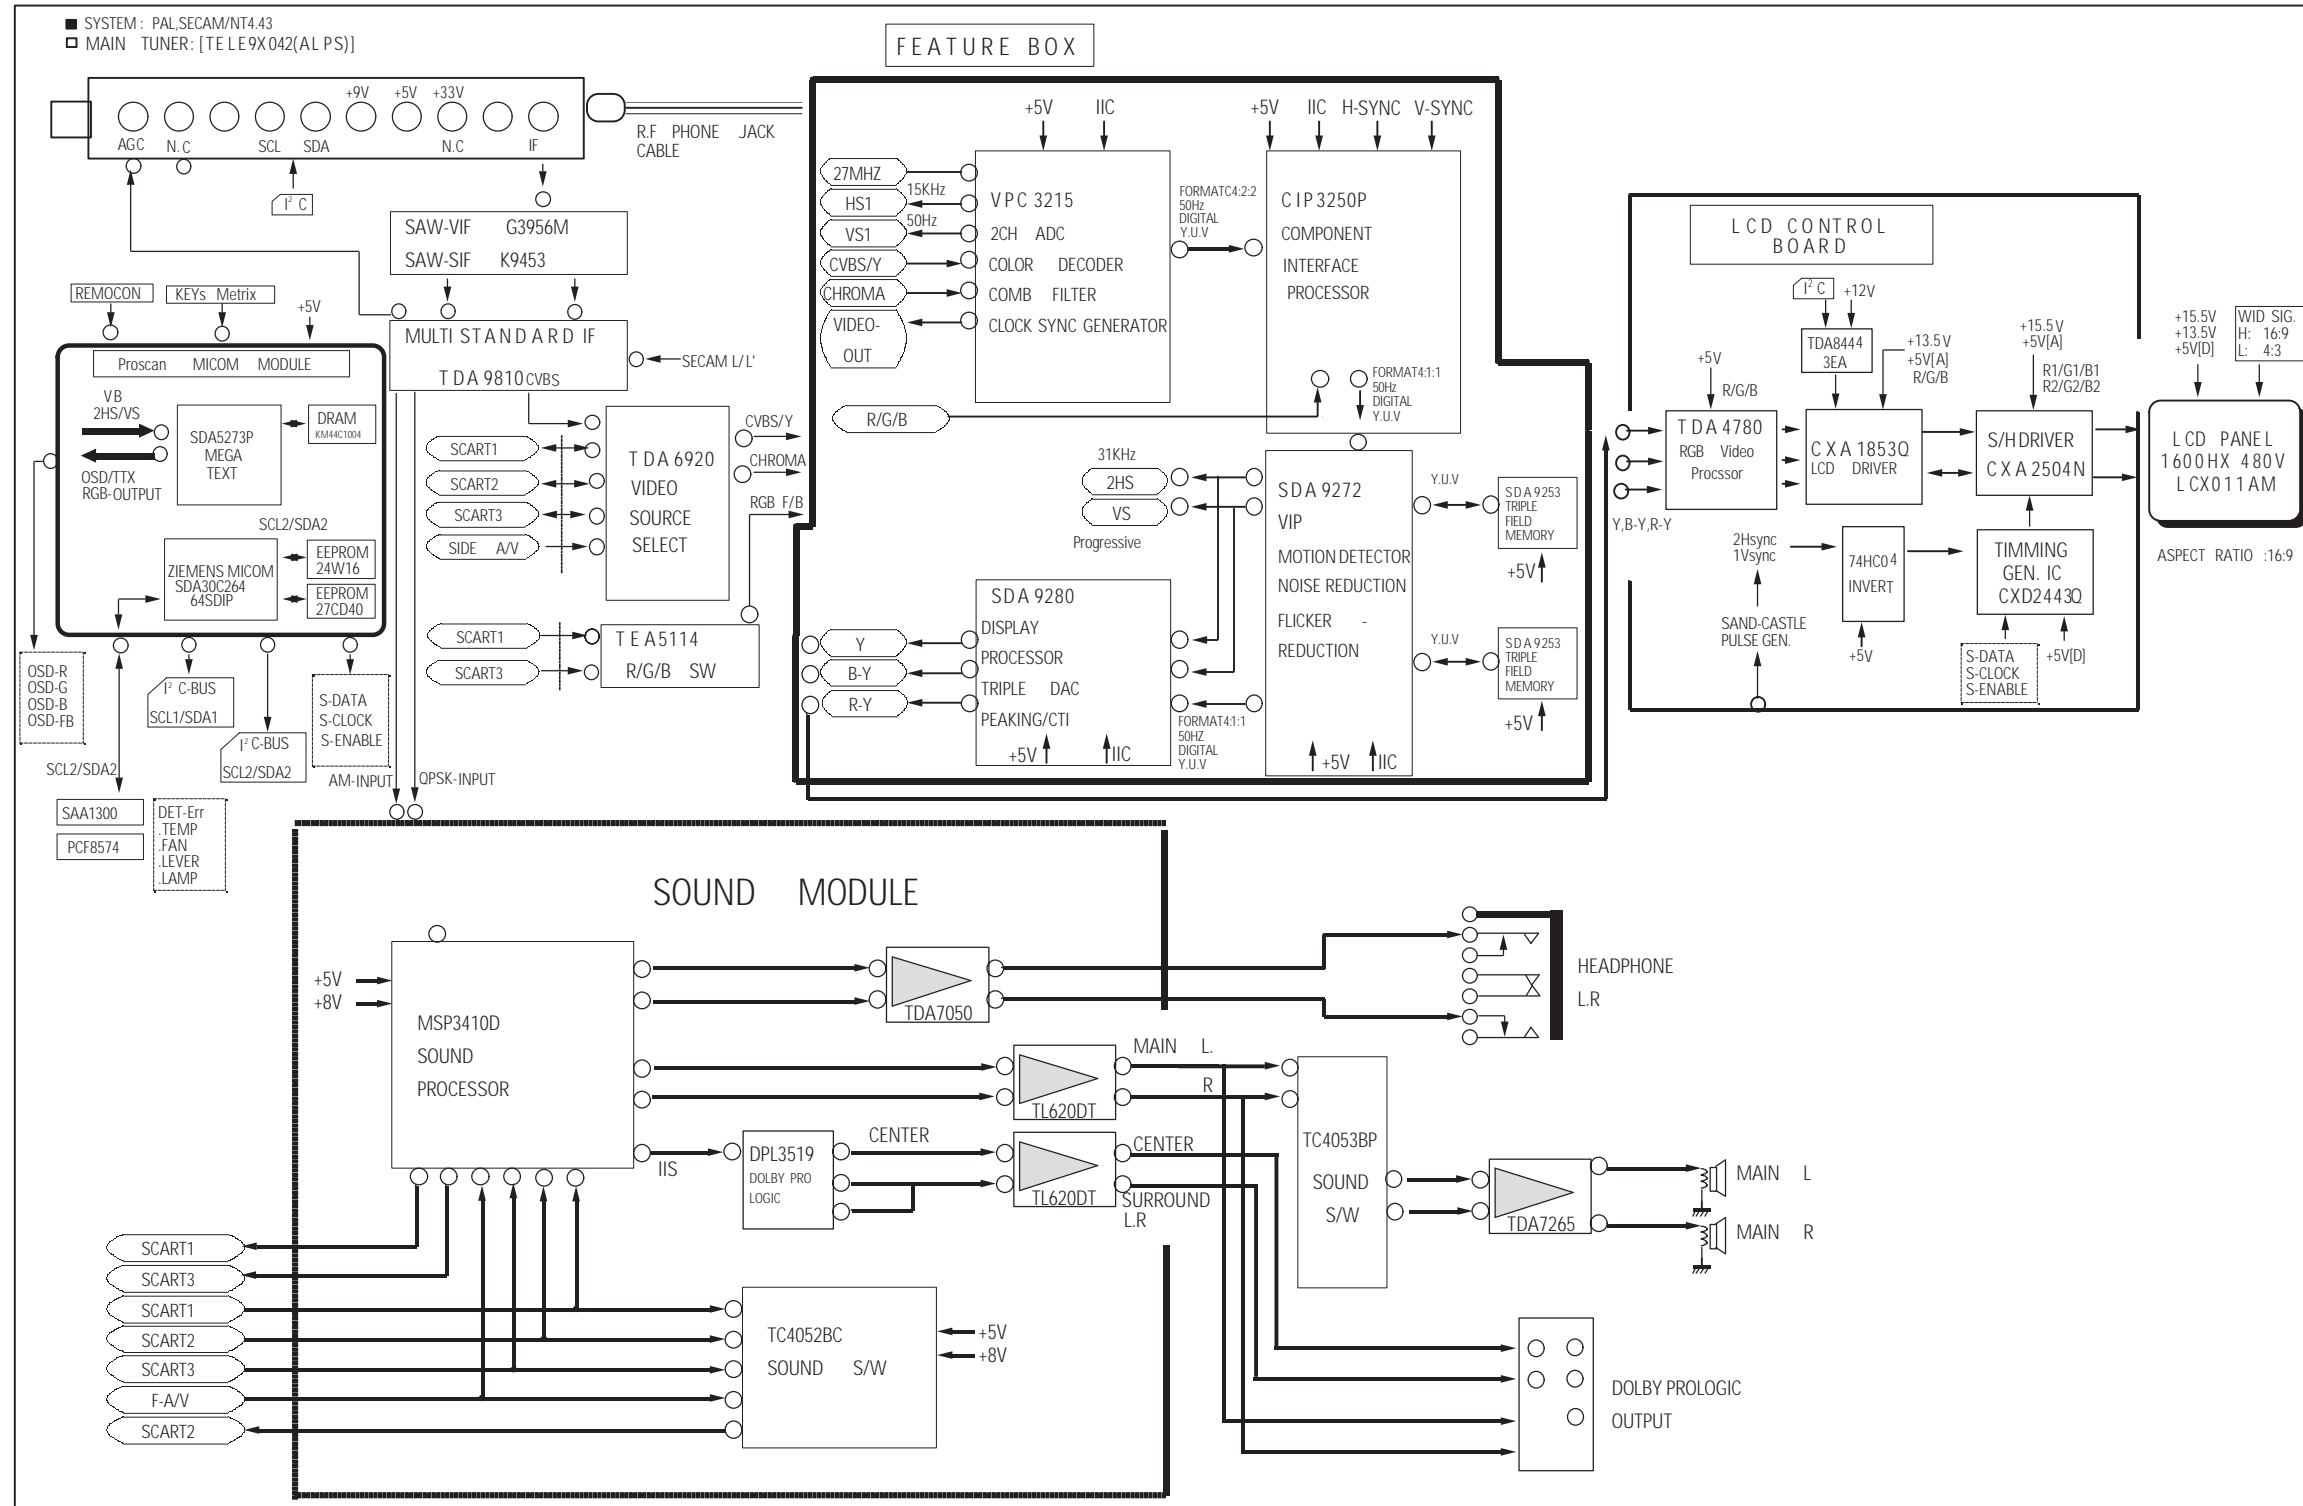 SYSTEM : PAL,SECAM/NT4.43
MAIN TUNER: [TELE9X042(ALPS)]
FEATURE BOX
+9V +5V +33V
AGC N.C SCL SDA N.C IF
R.F PHONE JACK
CABLE
I² C
SAW-VIF G3956M
SAW-SIF K9453
REMOCON
KEYs Metrix
+5V
MULTI STANDARD IF
TDA 9810 CVBS
SECAM L/L'
Proscan MICOM MODULE
VB
2HS/VS
OSD/TTX
RGB-OUTPUT
SDA5273P
MEGA
TEXT
DRAM
KM44C1004
SCL2/SDA2
ZIEMENS MICOM
SDA30C264
64SDIP
EEPROM
24W16
EEPROM
27CD40
SCART1
SCART2
SCART3
SIDE A/V
TDA 6920
VIDEO
SOURCE
SELECT
CVBS/Y
CHROMA
RGB F/B
SCART1
SCART3
TEA5114
R/G/B SW
OSD-R
OSD-G
OSD-B
OSD-FB
I² C-BUS
SCL1/SDA1
I² C-BUS
SCL2/SDA2
S-DATA
S-CLOCK
S-ENABLE
SCL2/SDA2
AM-INPUT
QPSK-INPUT
SAA1300
PCF8574
DET-Err
.TEMP
.FAN
.LEVER
.LAMP
+5V IIC
27MHZ
HS1
15KHz
VS1
50Hz
CVBS/Y
CHROMA
VIDEO-
OUT
R/G/B
VPC 3215
2CH ADC
COLOR DECODER
COMB FILTER
CLOCK SYNC GENERATOR
FORMATC4:2:2
50Hz
DIGITAL
Y.U.V
+5V IIC H-SYNC V-SYNC
CIP3250P
COMPONENT
INTERFACE
PROCESSOR
FORMAT4:1:1
50Hz
DIGITAL
Y.U.V
31KHz
2HS
VS
Progressive
SDA 9272
VIP
MOTION DETECTOR
NOISE REDUCTION
FLICKER -
REDUCTION
+5V IIC
Y.U.V
SDA 9253
TRIPLE
FIELD
MEMORY
+5V
Y.U.V
SDA 9253
TRIPLE
FIELD
MEMORY
+5V
SDA 9280
DISPLAY
PROCESSOR
TRIPLE DAC
PEAKING/CTI
+5V IIC
Y
B-Y
R-Y
FORMAT4:1:1
50HZ
DIGITAL
Y.U.V
LCD CONTROL
BOARD
I² C +12V
TDA8444
3EA
+5V
R/G/B
+13.5V
+5V[A]
R/G/B
+15.5V
+5V[A]
R1/G1/B1
R2/G2/B2
+15.5V
+13.5V
+5V[D]
WID SIG.
H: 16:9
L: 4:3
TDA 4780
RGB Video
Procssor
CXA 1853Q
LCD DRIVER
S/H DRIVER
CXA 2504N
LCD PANEL
1600HX 480V
LCX011AM
ASPECT RATIO :16:9
Y,B-Y,R-Y
2Hsync
1Vsync
SAND-CASTLE
PULSE GEN.
74HC04
INVERT
+5V
TIMMING
GEN. IC
CXD2443Q
S-DATA
S-CLOCK
S-ENABLE
+5V[D]
SOUND MODULE
+5V
+8V
MSP3410D
SOUND
PROCESSOR
TDA7050
HEADPHONE
L.R
TL620DT
MAIN L.
R
IIS
DPL3519
DOLBY PRO
LOGIC
CENTER
TL620DT
CENTER
SURROUND
L.R
TC4053BP
SOUND
S/W
TDA7265
MAIN L
MAIN R
SCART1
SCART3
SCART1
SCART2
SCART3
F-A/V
SCART2
TC4052BC
SOUND S/W
+5V
+8V
DOLBY PROLOGIC
OUTPUT